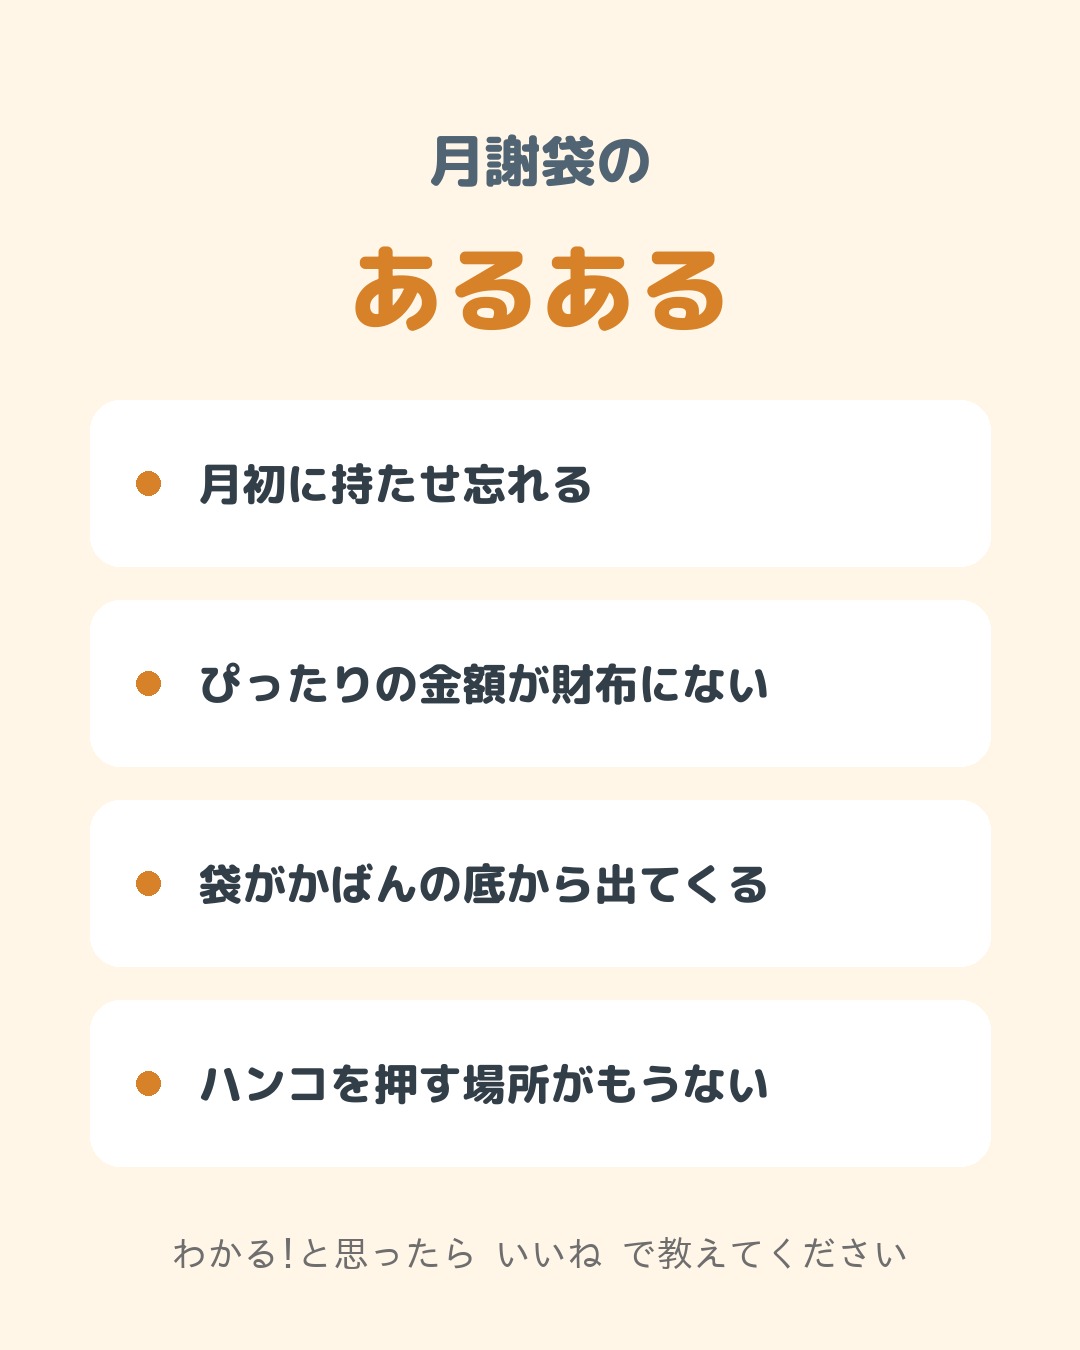 月謝袋の
あるある
月初に持たせ忘れる
ぴったりの金額が財布にない
袋がかばんの底から出てくる
ハンコを押す場所がもうない
わかる!と思ったら いいね で教えてください